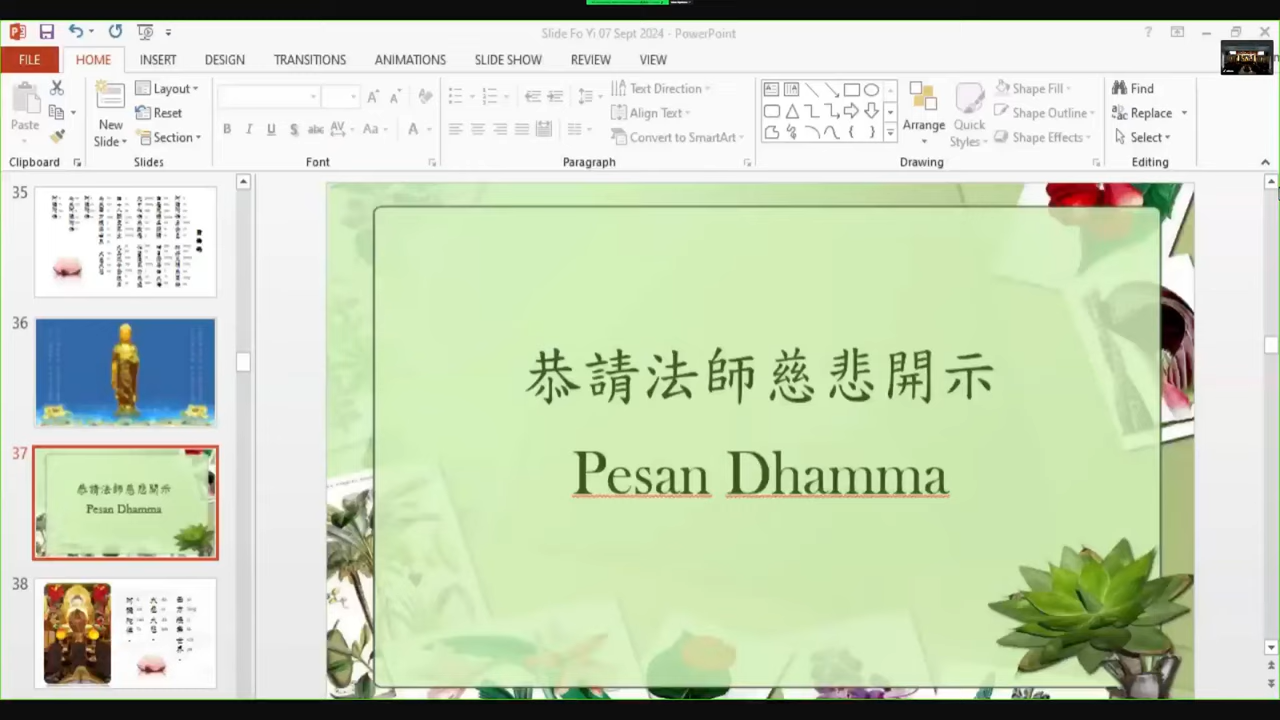 Slide Fo Yi 07 Sept 2024 - PowerPoint
FILE HOME INSERT DESIGN TRANSITIONS ANIMATIONS SLIDE SHOW REVIEW VIEW
Paste
New Slide
Layout
Reset
Section
Text Direction
Align Text
Convert to SmartArt
Arrange
Quick Styles
Shape Fill
Shape Outline
Shape Effects
Find
Replace
Select
Clipboard Slides Font Paragraph Drawing Editing
35
36
37
恭請法師慈悲開示
Pesan Dhamma
38
恭請法師慈悲開示
Pesan Dhamma